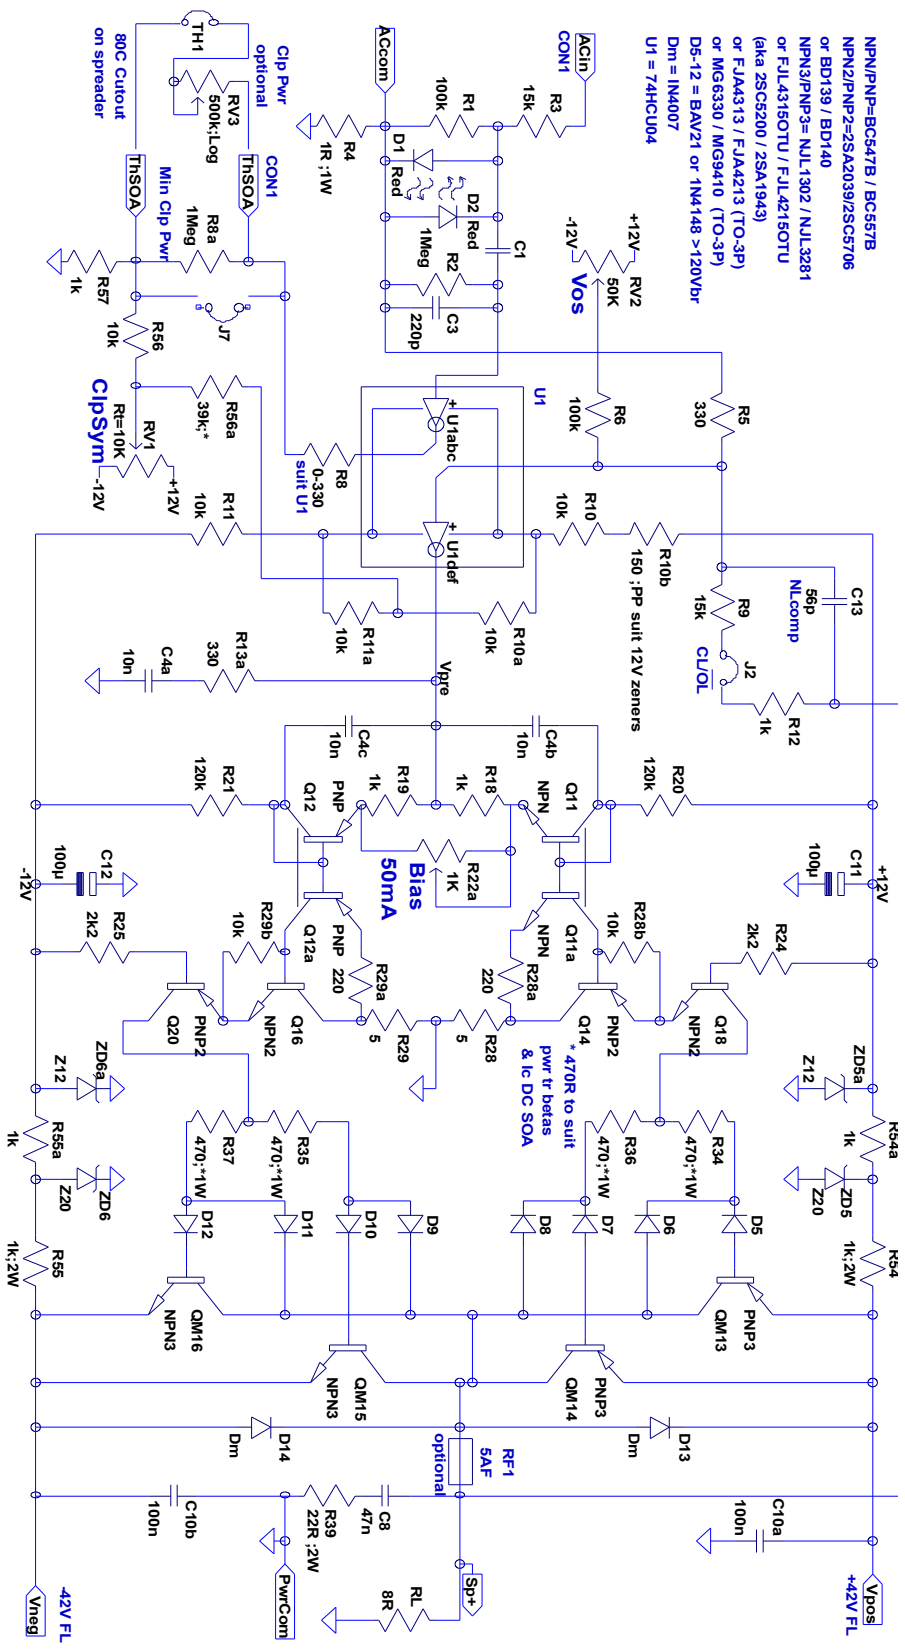 NPN/PNP=BC547B / BC557B
NPN2/PNP2=2SA2039/2SC5706
or BD139 / BD140
NPN3/PNP3= NJL1302 / NJL3281
or FJL4315OTU / FJL4215OTU
(aka 2SC5200 / 2SA1943)
or FJA4313 / FJA4213 (TO-3P)
or MG6330 / MG9410 (TO-3P)
D5-12 = BAV21 or 1N4148 >120Vbr
Dm = IN4007
U1 = 74HCU04
ACin
CON1
R3
15k
R1
100k
ACcom
R4
1R ;1W
D1
Red
D2
Red
C1
R2
1Meg
C3
220p
+12V
-12V
RV2
50K
Vos
R6
100k
R5
330
TH1
80C Cutout
on spreader
Clp Pwr
optional
RV3
500k;Log
CON1
ThSOA
ThSOA
Min Clp Pwr
R8a
1Meg
R57
1k
J7
R56
10k
R56a
39k;*
ClpSym
RV1
Rt=10K
+12V
-12V
U1
U1abc
+
U1def
+
R8
0-330
suit U1
R11
10k
R10
10k
R10b
150 ;PP suit 12V zeners
R11a
10k
R10a
10k
C13
56p
NLcomp
R9
15k
J2
CL/OL
R12
1k
R13a
330
C4a
10n
Vpre
C4c
10n
C4b
10n
R21
120k
Q12
PNP
R19
1k
R18
1k
NPN
Q11
R20
120k
R22a
1K
Bias
50mA
-12V
C12
100µ
+12V
C11
100µ
PNP
Q12a
NPN
Q11a
R29b
10k
R29a
220
R28a
220
R28b
10k
R25
2k2
R24
2k2
Q20
PNP2
NPN2
Q16
R29
5
R28
5
Q14
PNP2
NPN2
Q18
* 470R to suit
pwr tr betas
& Ic DC SOA
ZD6a
Z12
ZD5a
Z12
R55a
1k
R54a
1k
ZD6
Z20
ZD5
Z20
R37
470;*1W
R35
470;*1W
R36
470;*1W
R34
470;*1W
D12
D11
D10
D9
D8
D7
D6
D5
R55
1k;2W
R54
1k;2W
QM16
NPN3
QM13
PNP3
QM15
NPN3
QM14
PNP3
D14
Dm
D13
Dm
RF1
5AF
optional
C10b
100n
R39
22R ;2W
C8
47n
C10a
100n
PwrCom
Sp+
RL
8R
Vneg
-42V FL
Vpos
+42V FL